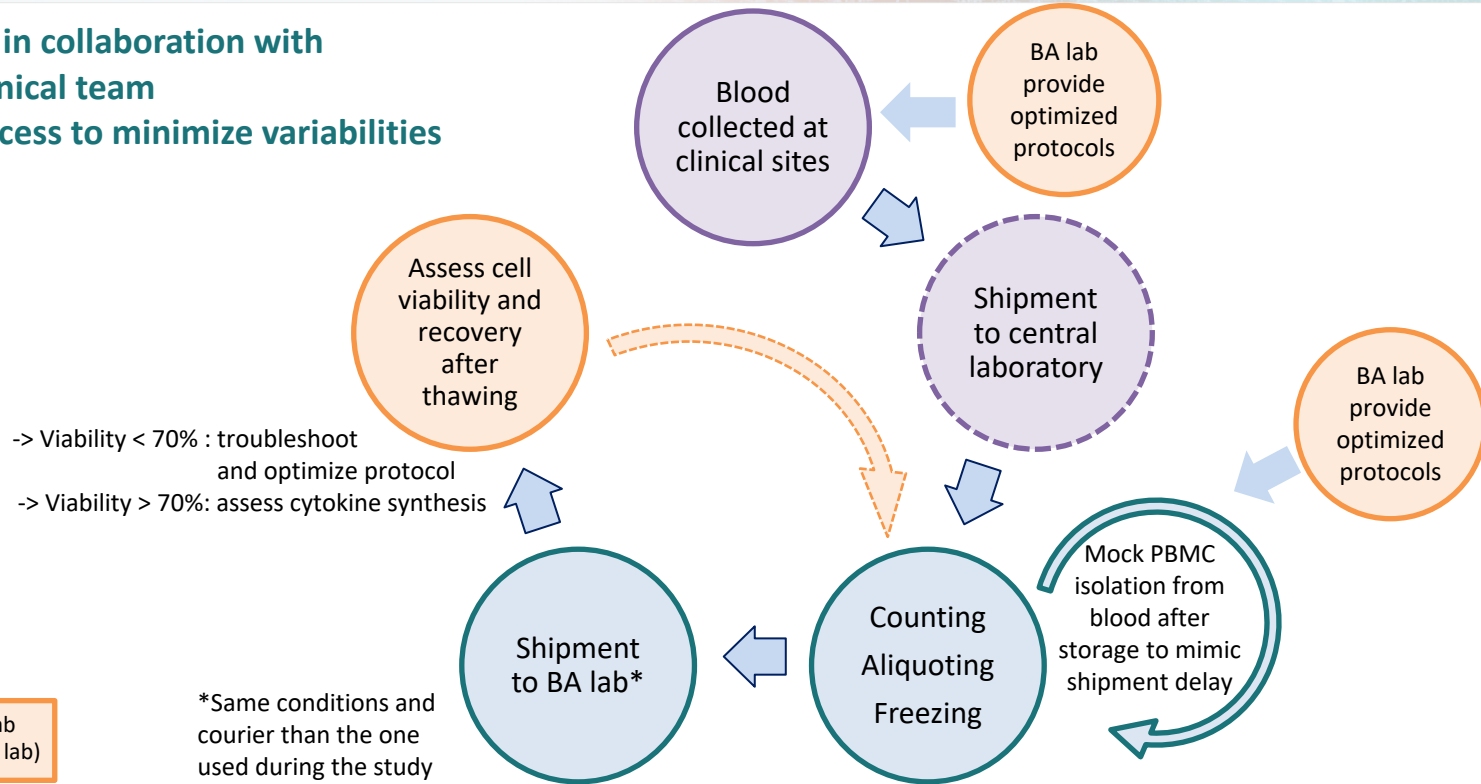 in collaboration with
nical team
cess to minimize variabilities
Blood
collected at
clinical sites
BA lab
provide
optimized
protocols
Shipment
to central
laboratory
BA lab
provide
optimized
protocols
Mock PBMC
isolation from
blood after
storage to mimic
shipment delay
Counting
Aliquoting
Freezing
Shipment
to BA lab*
*Same conditions and
courier than the one
used during the study
Assess cell
viability and
recovery
after
thawing
-> Viability < 70% : troubleshoot
and optimize protocol
-> Viability > 70%: assess cytokine synthesis
ab
lab)